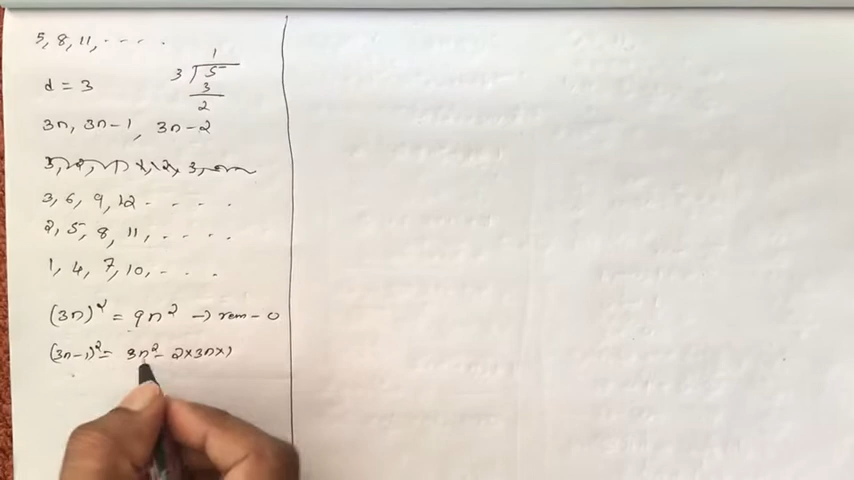 5, 8, 11, - - - - .
d = 3
1
3 ) 5
3
2
3n, 3n-1, 3n-2
3, 6, 9, 12 - - - - .
2, 5, 8, 11, - - - - .
1, 4, 7, 10, - - - .
(3n)² = 9n² → rem - 0
(3n-1)² = 3n² - 2×3n×1